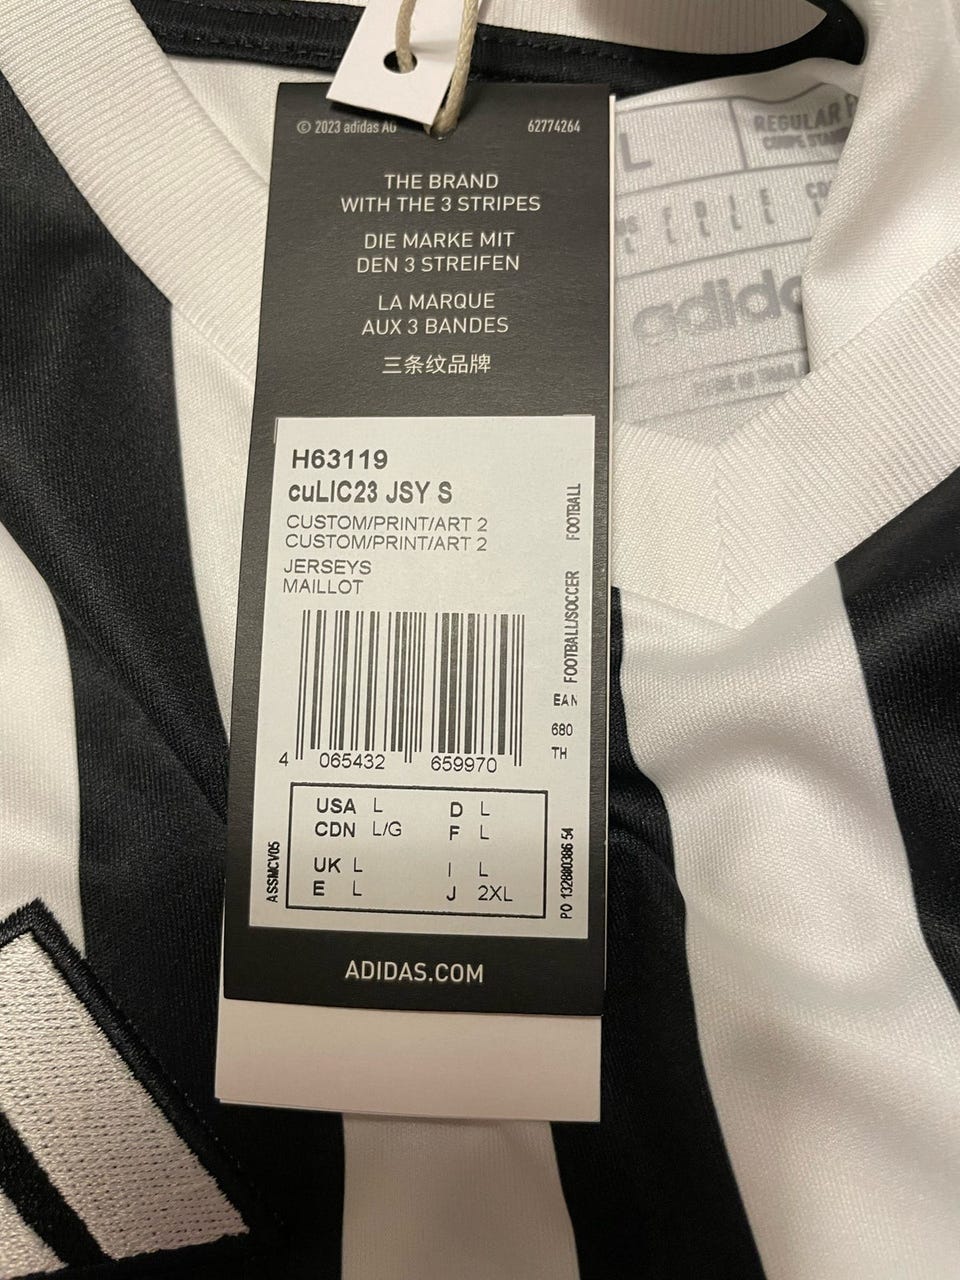 © 2023 adidas AG
62774264
THE BRAND
WITH THE 3 STRIPES
DIE MARKE MIT
DEN 3 STREIFEN
LA MARQUE
AUX 3 BANDES
三条纹品牌
H63119
cuLIC23 JSY S
CUSTOM/PRINT/ART 2
CUSTOM/PRINT/ART 2
JERSEYS
MAILLOT
FOOTBALL/SOCCER FOOTBALL
EAN
680
TH
4 065432 659970
USA L D L
CDN L/G F L
UK L I L
E L J 2XL
ASSMCV05
PO 132880386 54
ADIDAS.COM
L
REGULAR
F D I E
L L L L